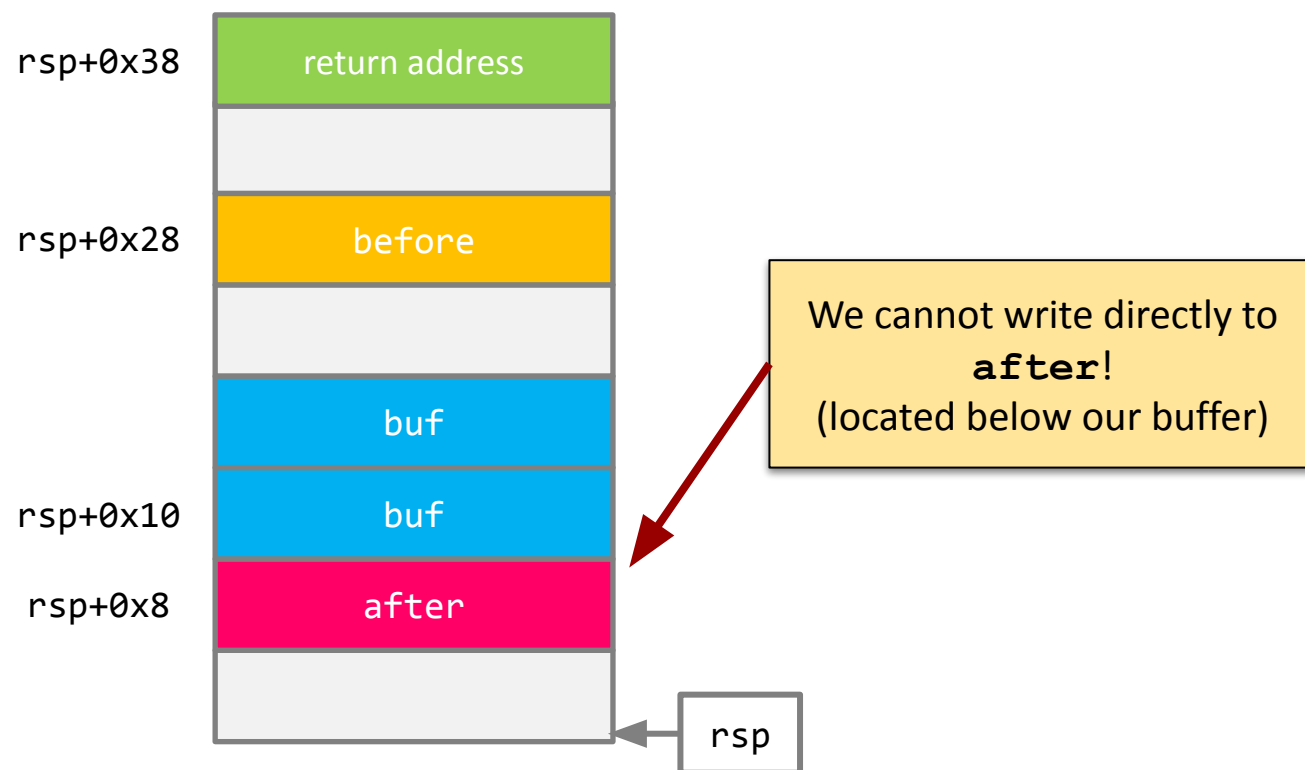 rsp+0x38 return address
rsp+0x28 before
buf
rsp+0x10 buf
rsp+0x8 after
rsp
We cannot write directly to
after!
(located below our buffer)